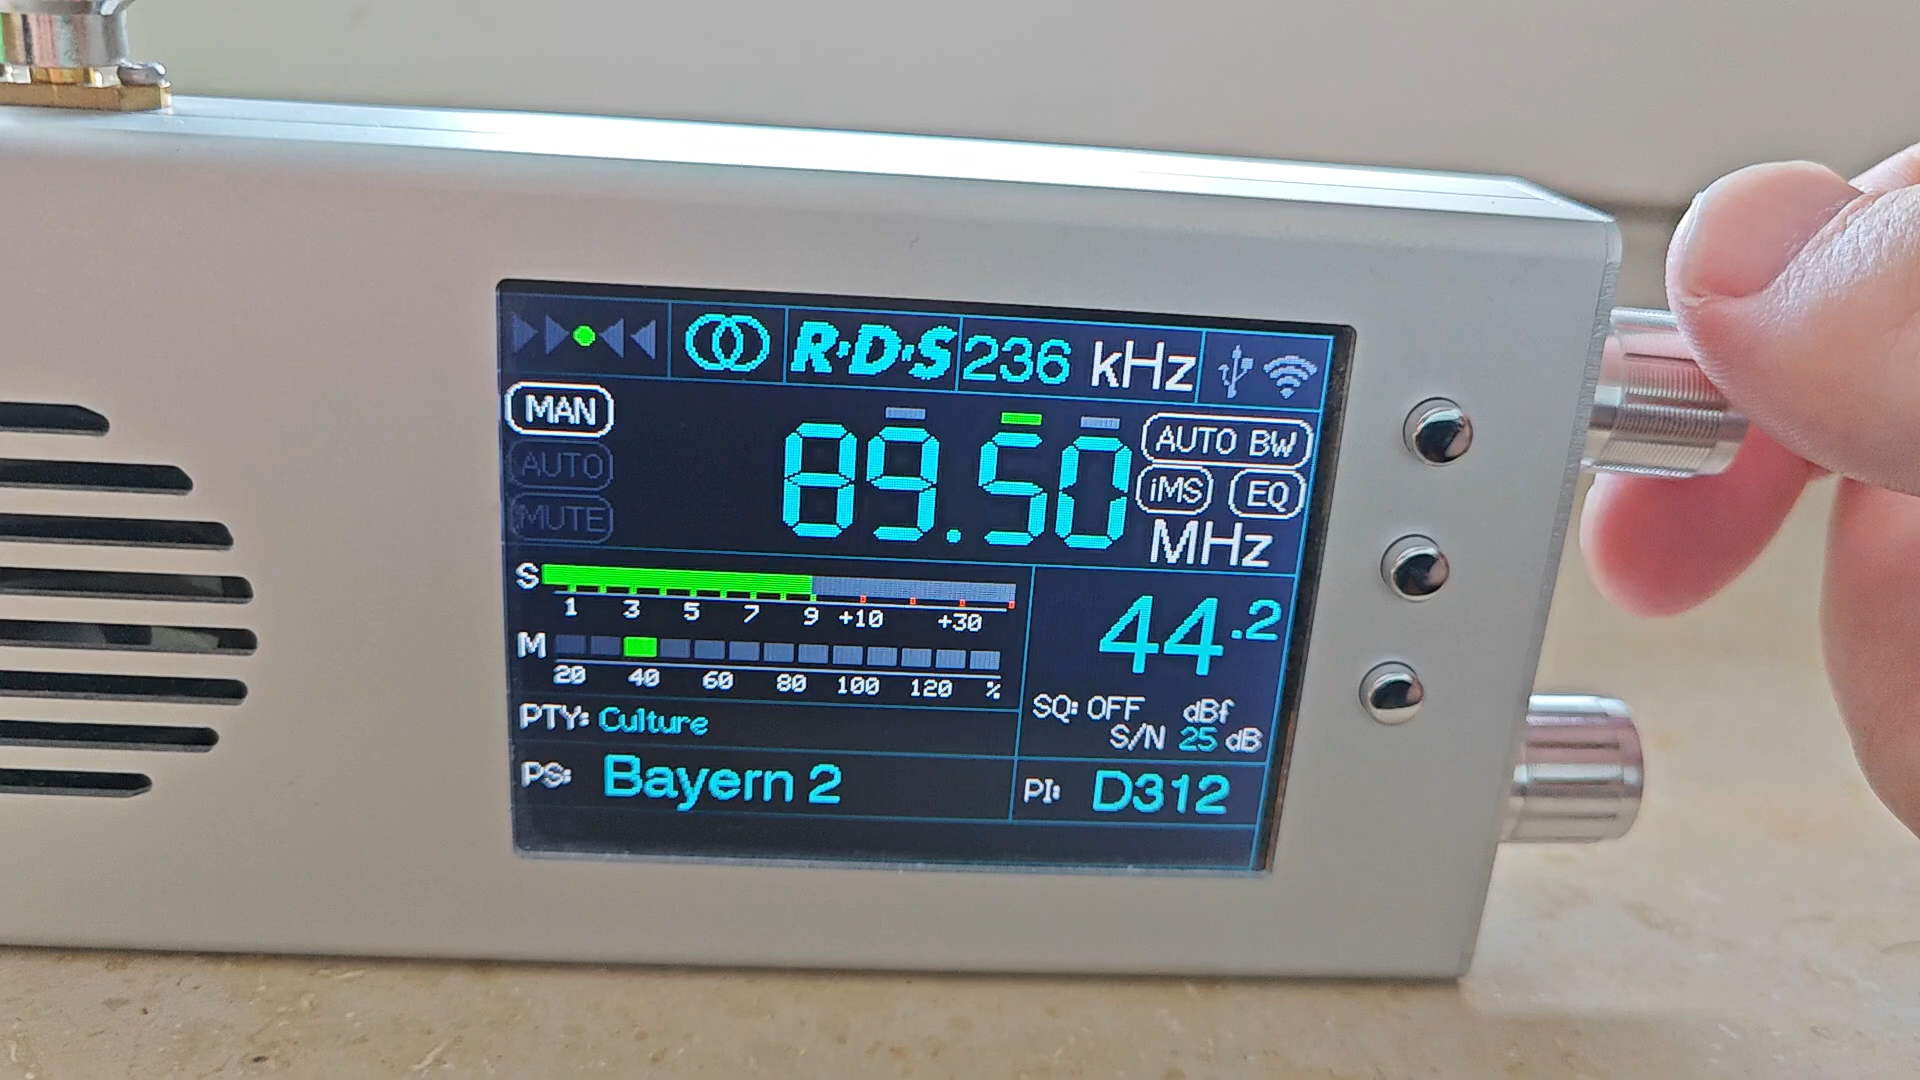 R·D·S 236 kHz
MAN
89.50
AUTO BW
AUTO
iMS EQ
MUTE
MHz
S
1 3 5 7 9 +10 +30
44.2
M
20 40 60 80 100 120 %
SQ: OFF dBf
PTY: Culture
S/N 25 dB
PS: Bayern 2
PI: D312